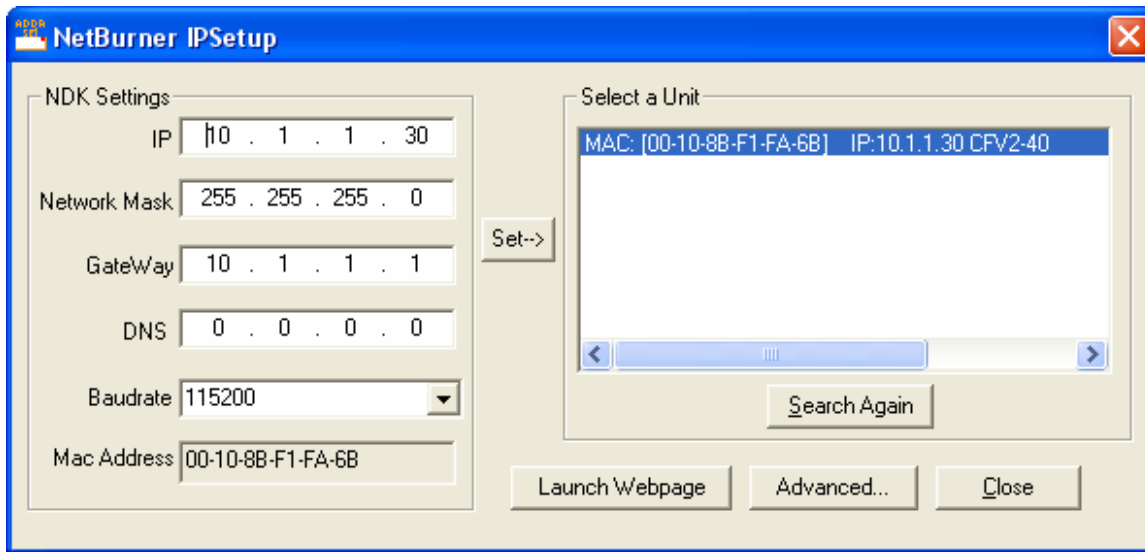 NetBurner IPSetup
NDK Settings
IP 10 . 1 . 1 . 30
Network Mask 255 . 255 . 255 . 0
GateWay 10 . 1 . 1 . 1
DNS 0 . 0 . 0 . 0
Baudrate 115200
Mac Address 00-10-8B-F1-FA-6B
Set-->
Select a Unit
MAC: [00-10-8B-F1-FA-6B] IP:10.1.1.30 CFV2-40
Search Again
Launch Webpage
Advanced...
Close